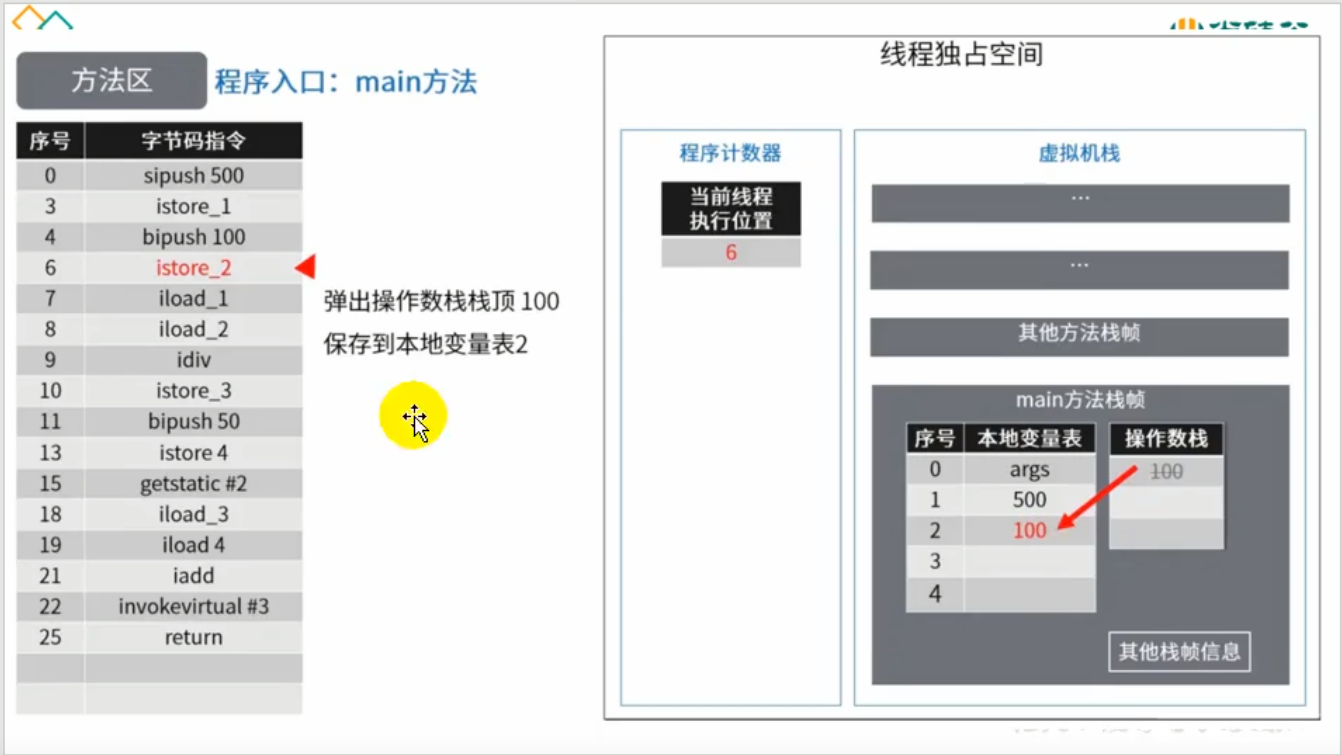 方法区 程序入口：main方法
序号 字节码指令
0 sipush 500
3 istore_1
4 bipush 100
6 istore_2
7 iload_1
8 iload_2
9 idiv
10 istore_3
11 bipush 50
13 istore 4
15 getstatic #2
18 iload_3
19 iload 4
21 iadd
22 invokevirtual #3
25 return
弹出操作数栈栈顶 100
保存到本地变量表2
线程独占空间
程序计数器
当前线程
执行位置
6
虚拟机栈
...
...
其他方法栈帧
main方法栈帧
序号 本地变量表 操作数栈
0 args 100
1 500
2 100
3
4
其他栈帧信息